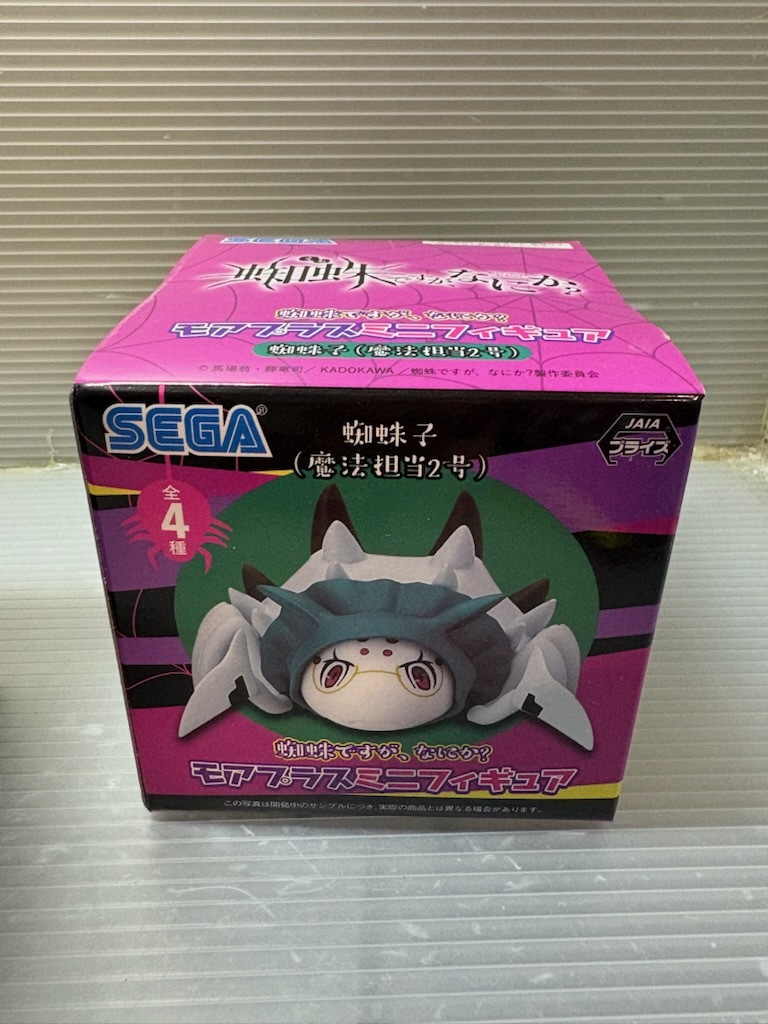 SEGA
蜘蛛ですが、なにか?
蜘蛛ですが、なにか?
モアプラスミニフィギュア
蜘蛛子(魔法担当2号)
©馬場翁・輝竜司/KADOKAWA/蜘蛛ですが、なにか?製作委員会
SEGA®
蜘蛛子
(魔法担当2号)
JAIA
プライズ
全
4
種
蜘蛛ですが、なにか?
モアプラスミニフィギュア
この写真は開発中のサンプルにつき、実際の商品とは異なる場合があります。